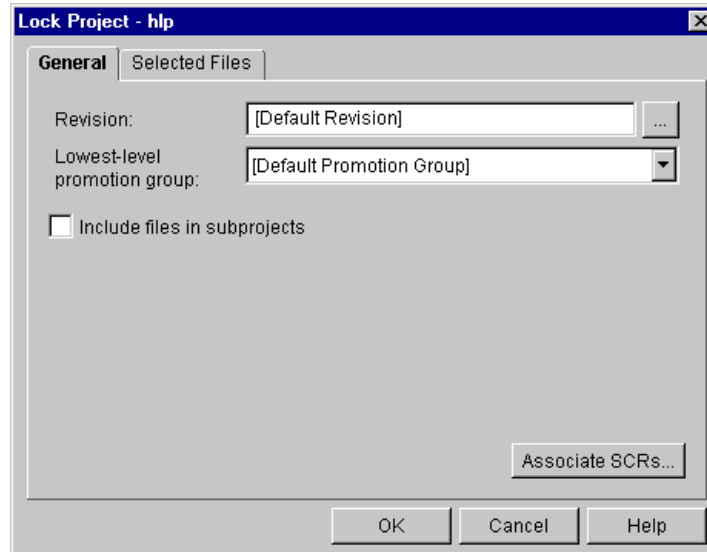 Lock Project - hlp
General Selected Files
Revision: [Default Revision] ...
Lowest-level
promotion group: [Default Promotion Group]
Include files in subprojects
Associate SCRs...
OK Cancel Help